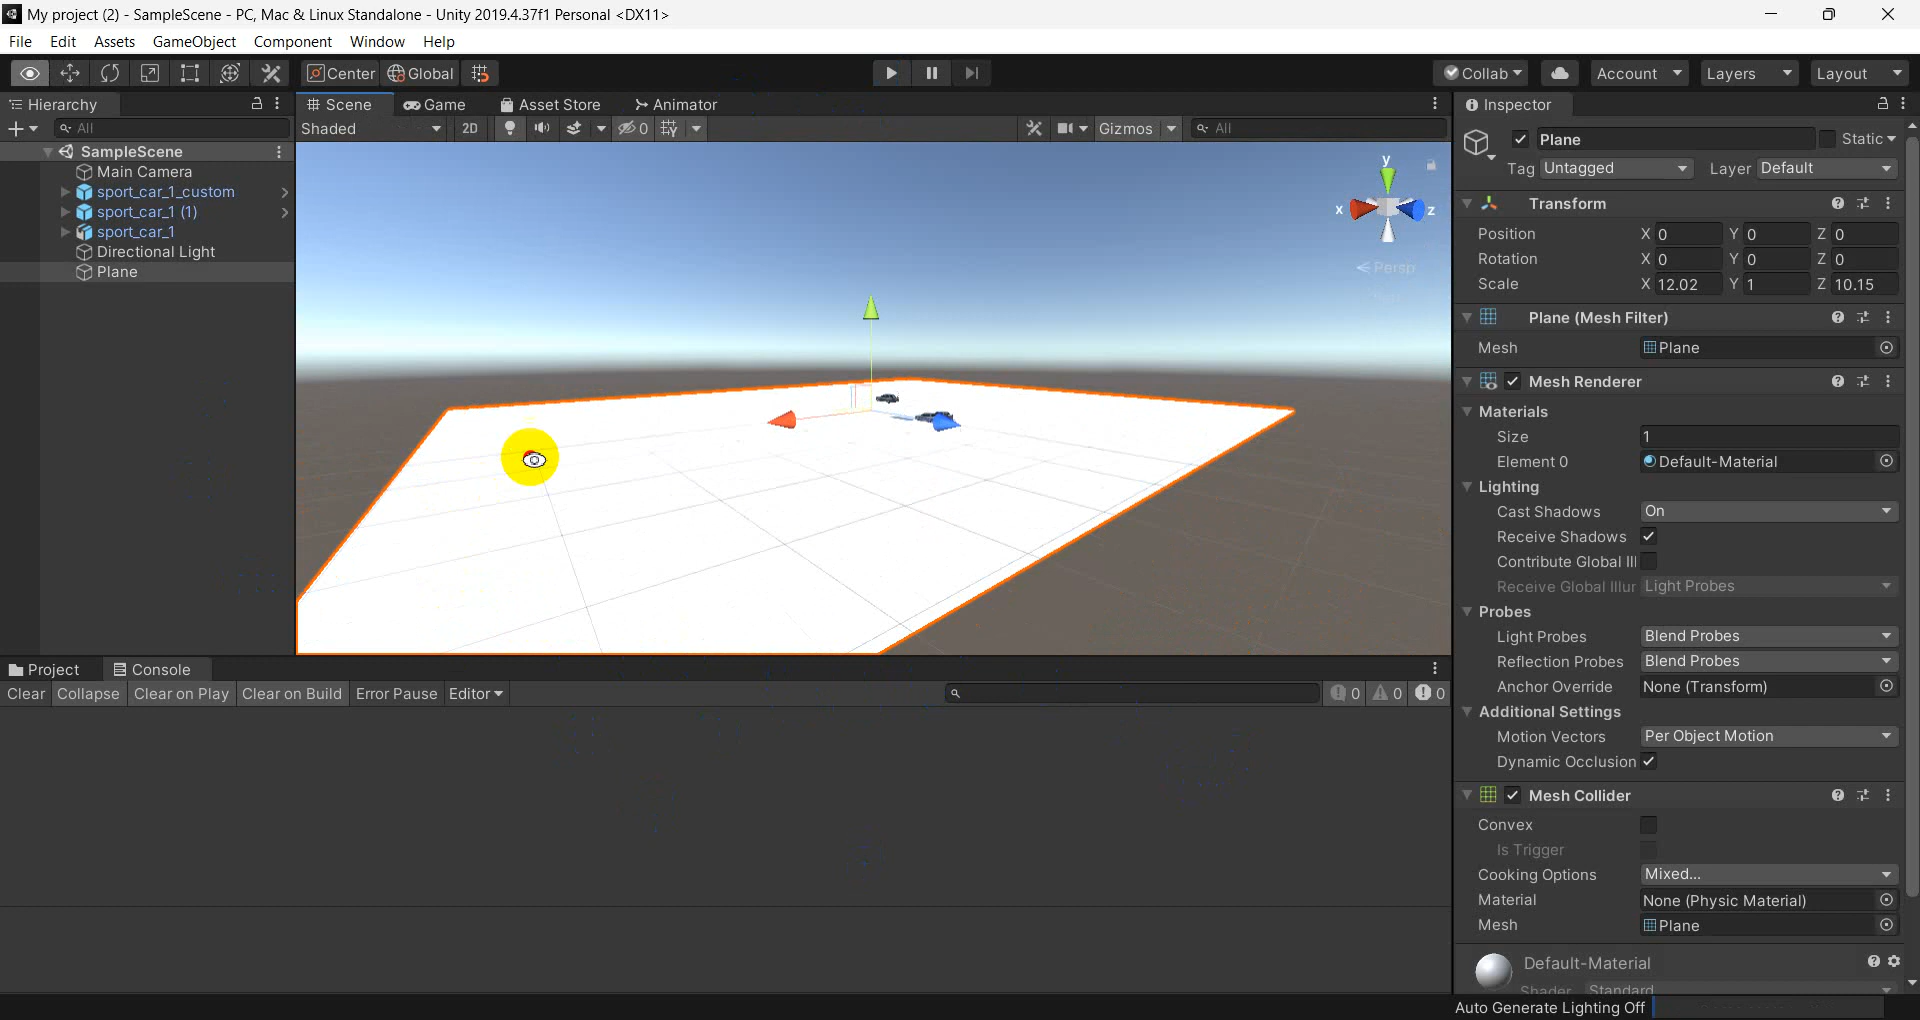 My project (2) - SampleScene - PC, Mac & Linux Standalone - Unity 2019.4.37f1 Personal <DX11>
File Edit Assets GameObject Component Window Help
Center Global Collab Account Layers Layout
Hierarchy
All
SampleScene
Main Camera
sport_car_1_custom
sport_car_1 (1)
sport_car_1
Directional Light
Plane
Scene Game Asset Store Animator
Shaded 2D 0 Gizmos All
y
x
z
Persp
Project Console
Clear Collapse Clear on Play Clear on Build Error Pause Editor 0 0 0
Inspector
Plane Static
Tag Untagged Layer Default
Transform
Position X 0 Y 0 Z 0
Rotation X 0 Y 0 Z 0
Scale X 12.02 Y 1 Z 10.15
Plane (Mesh Filter)
Mesh Plane
Mesh Renderer
Materials
Size 1
Element 0 Default-Material
Lighting
Cast Shadows On
Receive Shadows
Contribute Global Ill
Receive Global Illur Light Probes
Probes
Light Probes Blend Probes
Reflection Probes Blend Probes
Anchor Override None (Transform)
Additional Settings
Motion Vectors Per Object Motion
Dynamic Occlusion
Mesh Collider
Convex
Is Trigger
Cooking Options Mixed...
Material None (Physic Material)
Mesh Plane
Default-Material
Shader Standard
Auto Generate Lighting Off